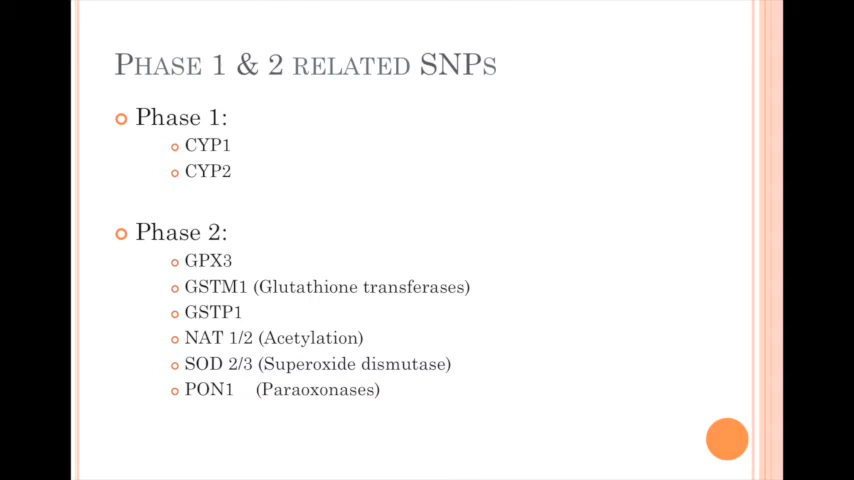 Phase 1 & 2 related SNPs
Phase 1:
CYP1
CYP2
Phase 2:
GPX3
GSTM1 (Glutathione transferases)
GSTP1
NAT 1/2 (Acetylation)
SOD 2/3 (Superoxide dismutase)
PON1 (Paraoxonases)